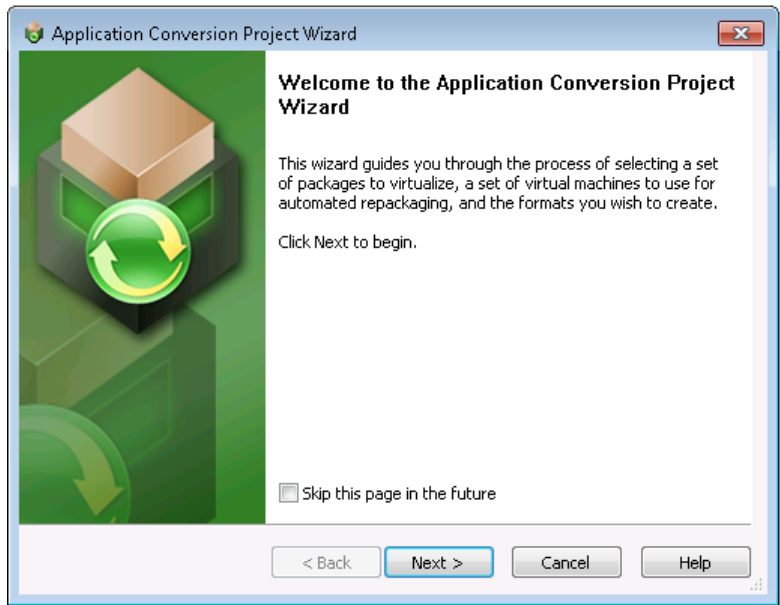 Application Conversion Project Wizard
Welcome to the Application Conversion Project
Wizard
This wizard guides you through the process of selecting a set
of packages to virtualize, a set of virtual machines to use for
automated repackaging, and the formats you wish to create.
Click Next to begin.
Skip this page in the future
< Back Next > Cancel Help